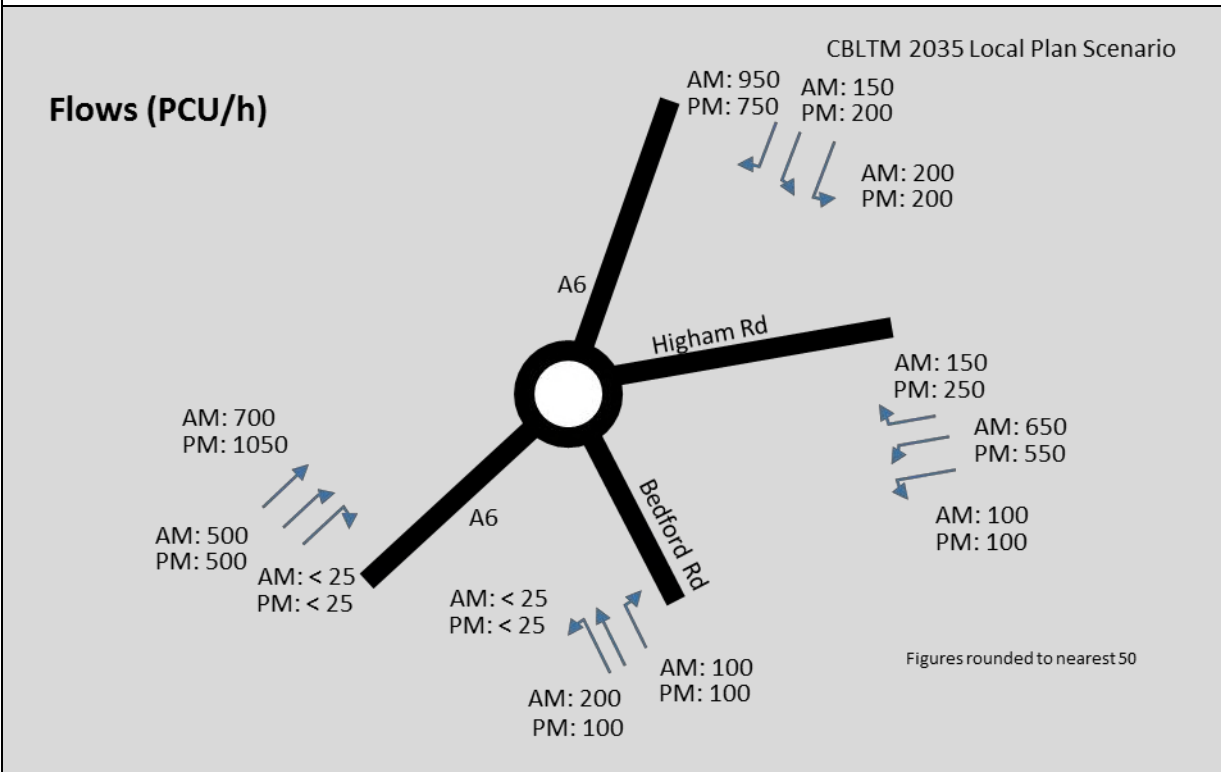 CBLTM 2035 Local Plan Scenario
Flows (PCU/h)
AM: 950
PM: 750
AM: 150
PM: 200
AM: 200
PM: 200
A6
Higham Rd
AM: 150
PM: 250
AM: 650
PM: 550
AM: 100
PM: 100
AM: 700
PM: 1050
AM: 500
PM: 500
AM: < 25
PM: < 25
A6
Bedford Rd
AM: < 25
PM: < 25
AM: 200
PM: 100
AM: 100
PM: 100
Figures rounded to nearest 50